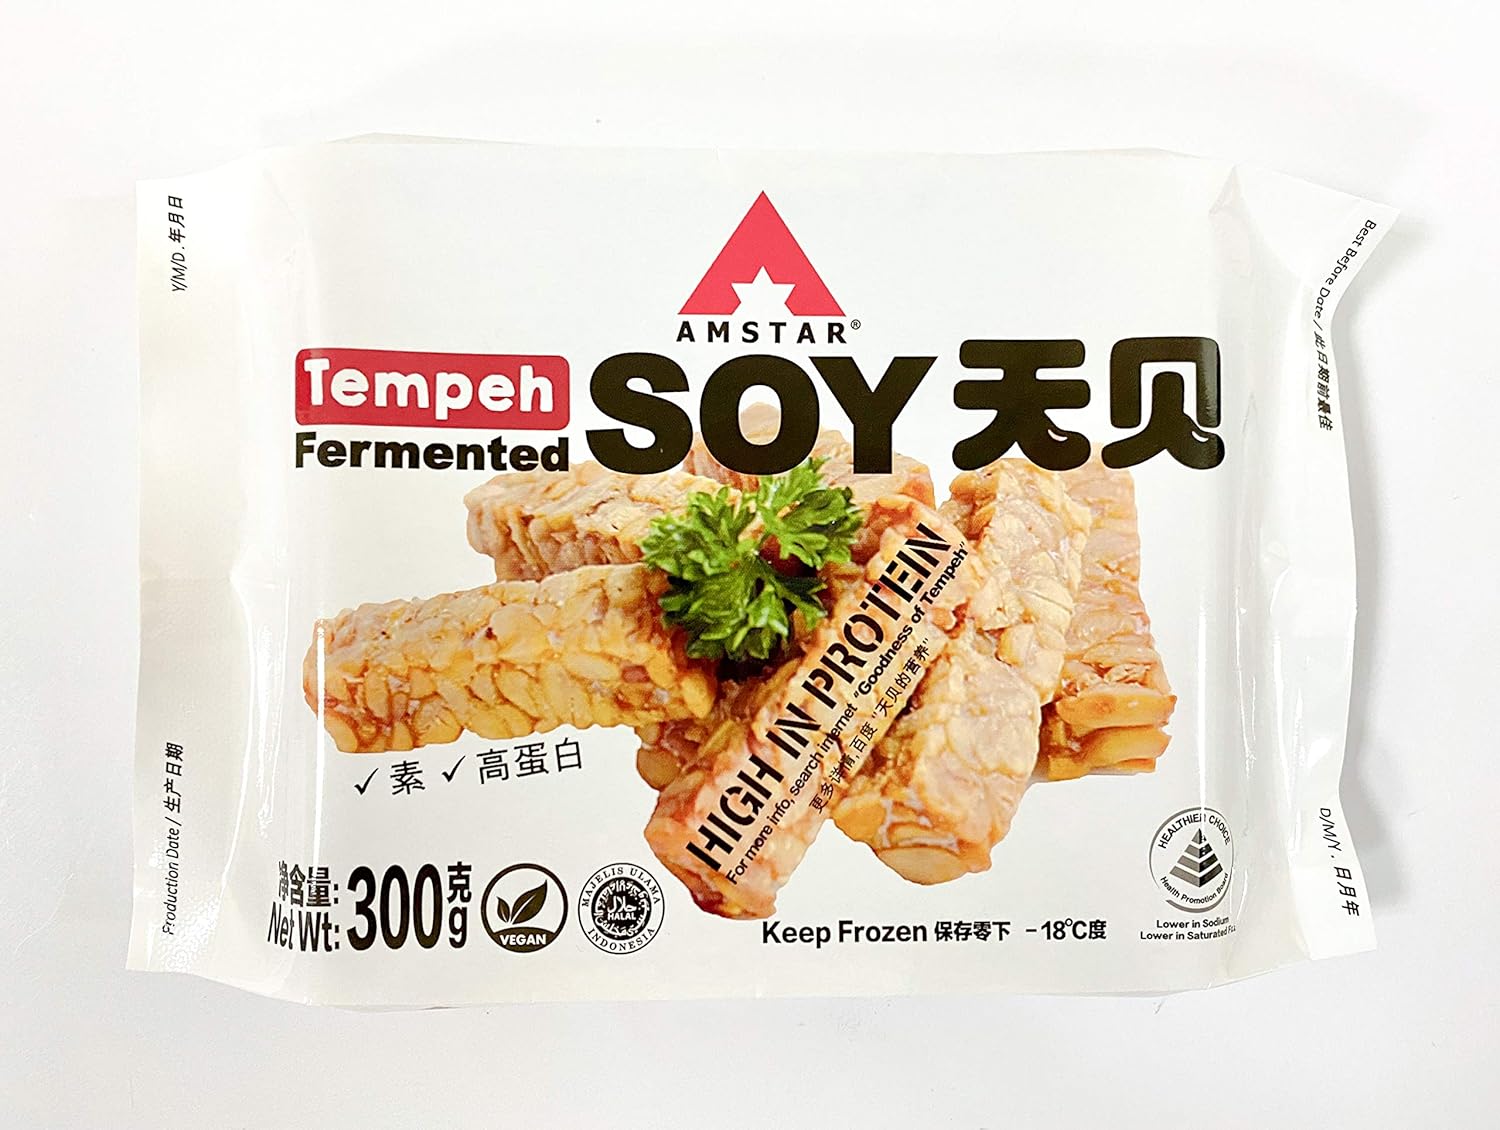 Y/M/D. 年月日
Production Date / 生产日期
AMSTAR®
Tempeh
Fermented
SOY 天贝
HIGH IN PROTEIN
For more info, search internet "Goodness of Tempeh"
更多详情,百度 "天贝的营养"
✓素 ✓高蛋白
净含量: 300克
Net Wt: 300g
VEGAN
MAJELIS ULAMA
حلال
HALAL
INDONESIA
Keep Frozen 保存零下 -18℃度
HEALTHIER CHOICE
Health Promotion Board
Lower in Sodium
Lower in Saturated
Best Before Date / 此日期前最佳
D/M/Y. 日月年